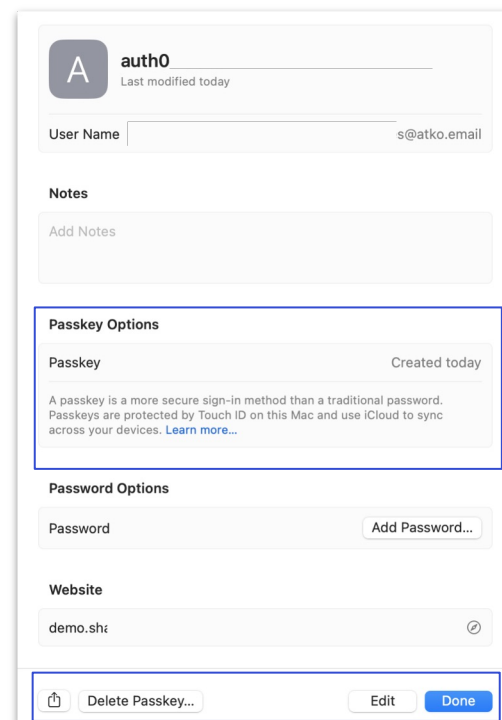 A
auth0
Last modified today
User Name s@atko.email
Notes
Add Notes
Passkey Options
Passkey Created today
A passkey is a more secure sign-in method than a traditional password.
Passkeys are protected by Touch ID on this Mac and use iCloud to sync
across your devices. Learn more...
Password Options
Password Add Password...
Website
demo.sha
Delete Passkey... Edit Done